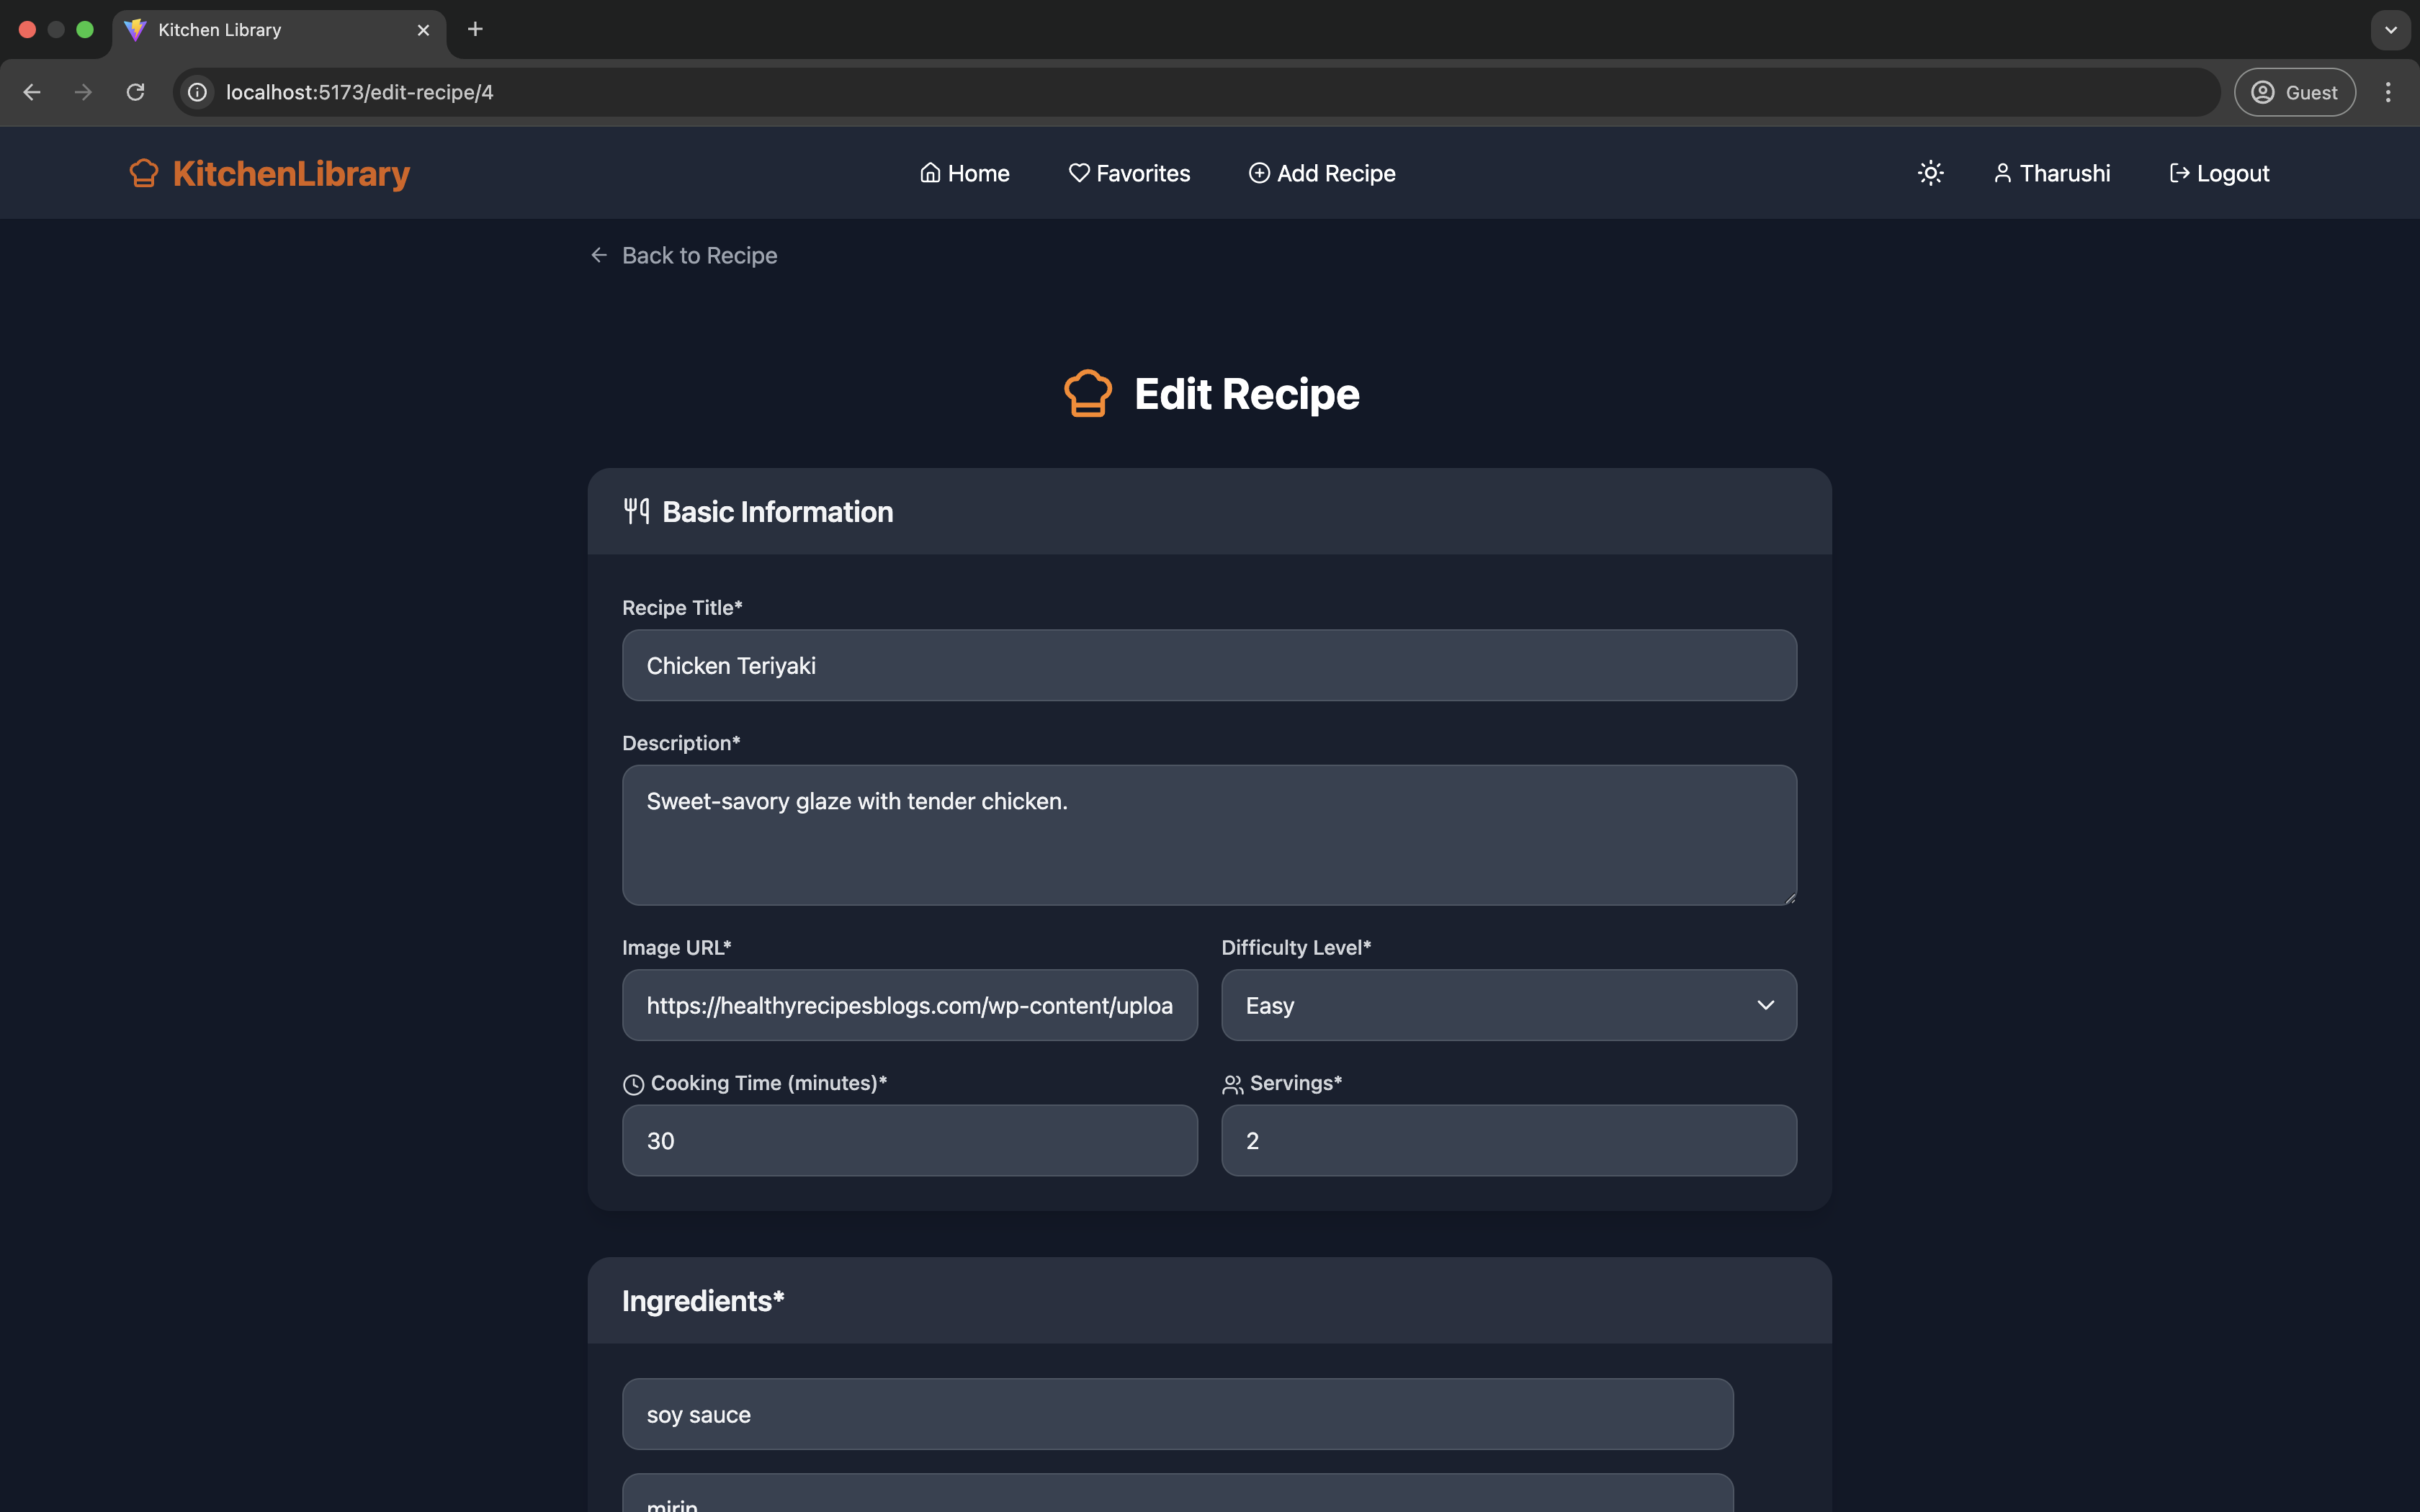 Kitchen Library
localhost:5173/edit-recipe/4
Guest
KitchenLibrary
Home
Favorites
Add Recipe
Tharushi
Logout
Back to Recipe
Edit Recipe
Basic Information
Recipe Title*
Chicken Teriyaki
Description*
Sweet-savory glaze with tender chicken.
Image URL*
Difficulty Level*
https://healthyrecipesblogs.com/wp-content/uploa
Easy
Cooking Time (minutes)*
Servings*
30
2
Ingredients*
soy sauce
mirin